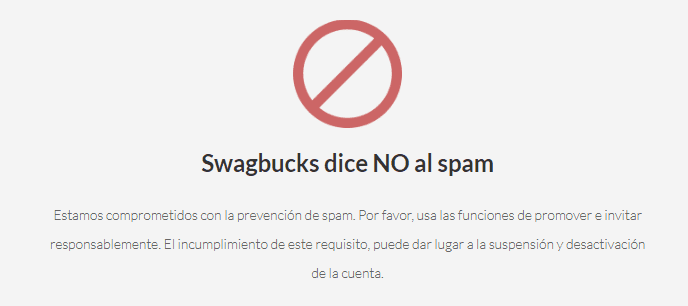 Swagbucks dice NO al spam
Estamos comprometidos con la prevención de spam. Por favor, usa las funciones de promover e invitar
responsablemente. El incumplimiento de este requisito, puede dar lugar a la suspensión y desactivación
de la cuenta.